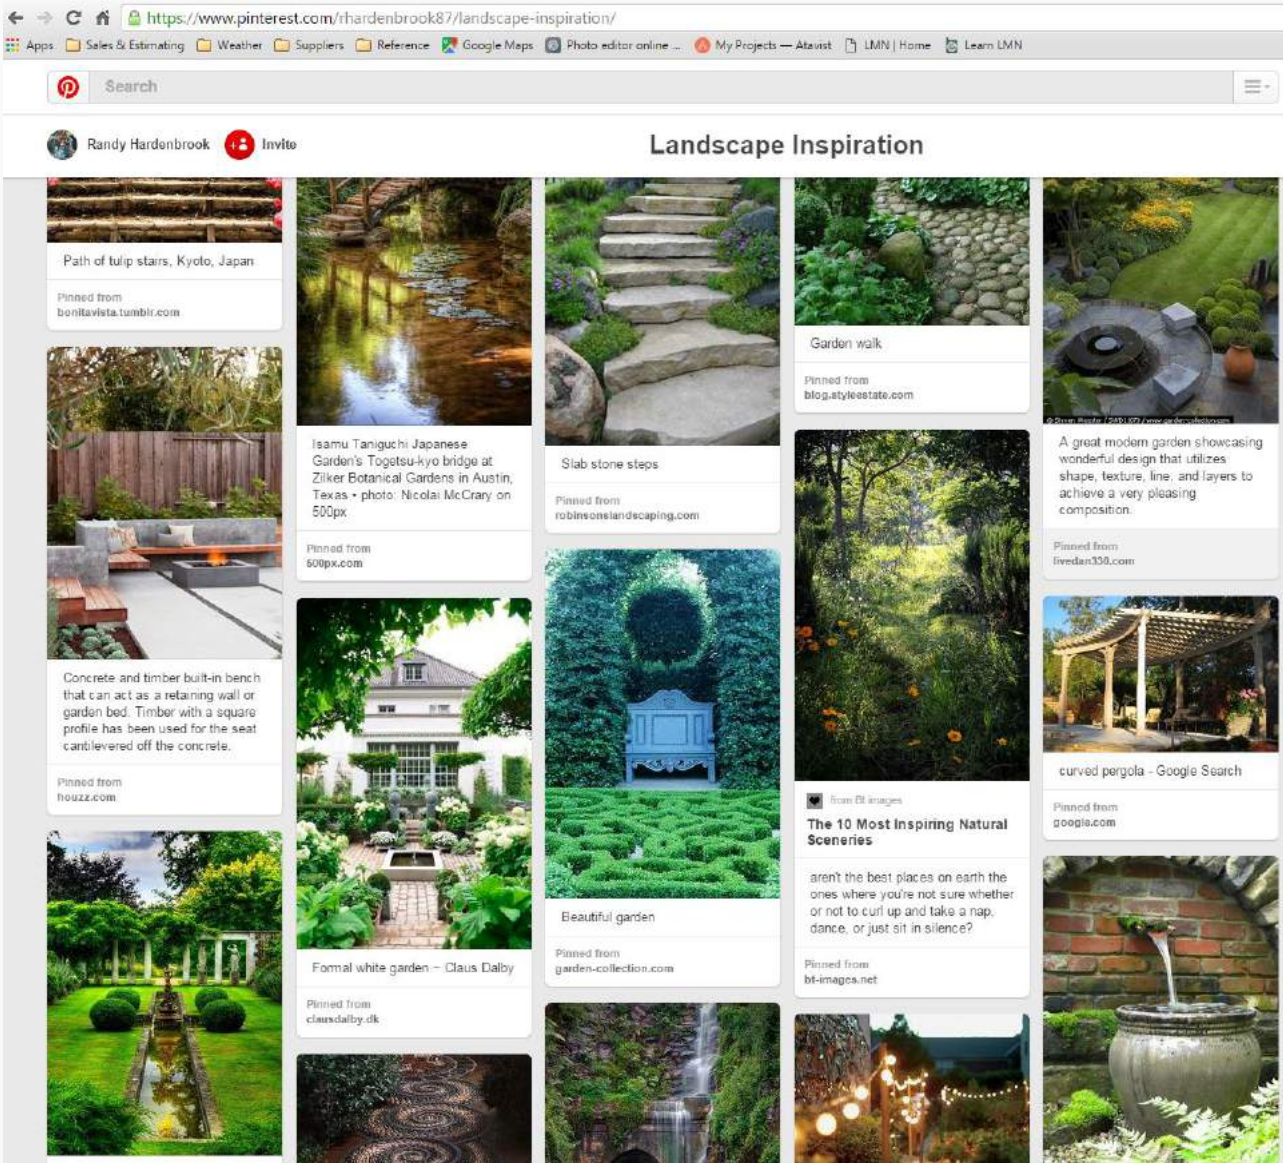 https://www.pinterest.com/rhardenbrook87/landscape-inspiration/
Apps Sales & Estimating Weather Suppliers Reference Google Maps Photo editor online ... My Projects — Atavist LMN | Home Learn LMN
Search
Randy Hardenbrook Invite
Landscape Inspiration
Path of tulip stairs, Kyoto, Japan
Pinned from
bonitavista.tumblr.com
Concrete and timber built-in bench
that can act as a retaining wall or
garden bed. Timber with a square
profile has been used for the seat
cantilevered off the concrete.
Pinned from
houzz.com
Isamu Taniguchi Japanese
Garden's Togetsu-kyo bridge at
Zilker Botanical Gardens in Austin,
Texas • photo: Nicolai McCrary on
500px
Pinned from
500px.com
Formal white garden – Claus Dalby
Pinned from
clausdalby.dk
Slab stone steps
Pinned from
robinsonslandscaping.com
Beautiful garden
Pinned from
garden-collection.com
Garden walk
Pinned from
blog.styleestate.com
from Bt images
The 10 Most Inspiring Natural
Sceneries
aren't the best places on earth the
ones where you're not sure whether
or not to curl up and take a nap,
dance, or just sit in silence?
Pinned from
bt-images.net
A great modern garden showcasing
wonderful design that utilizes
shape, texture, line, and layers to
achieve a very pleasing
composition.
Pinned from
livedan330.com
curved pergola - Google Search
Pinned from
google.com